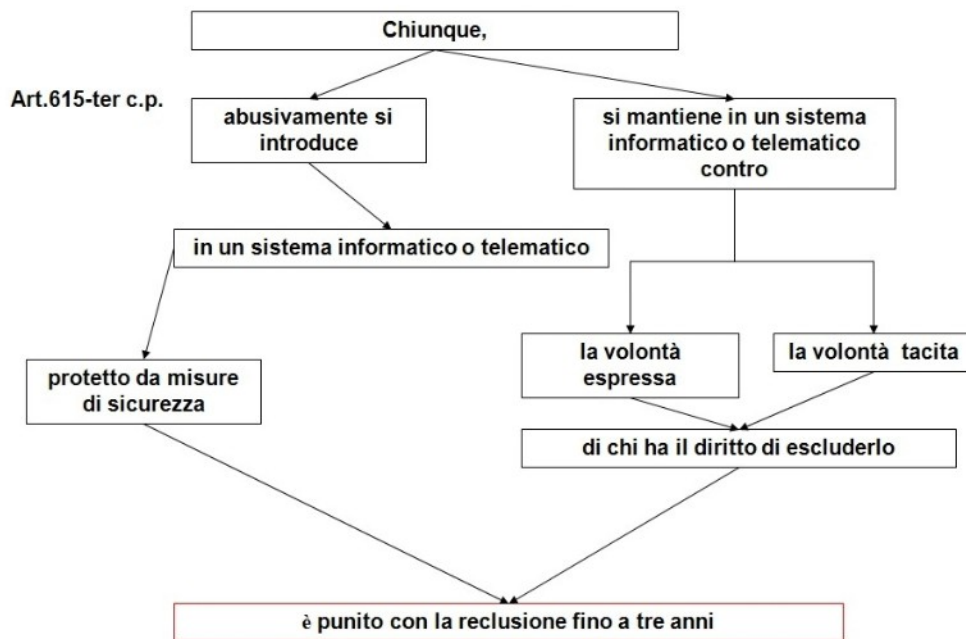 Chiunque,
Art.615-ter c.p.
abusivamente si
introduce
si mantiene in un sistema
informatico o telematico
contro
in un sistema informatico o telematico
la volontà
espressa
la volontà tacita
protetto da misure
di sicurezza
di chi ha il diritto di escluderlo
è punito con la reclusione fino a tre anni